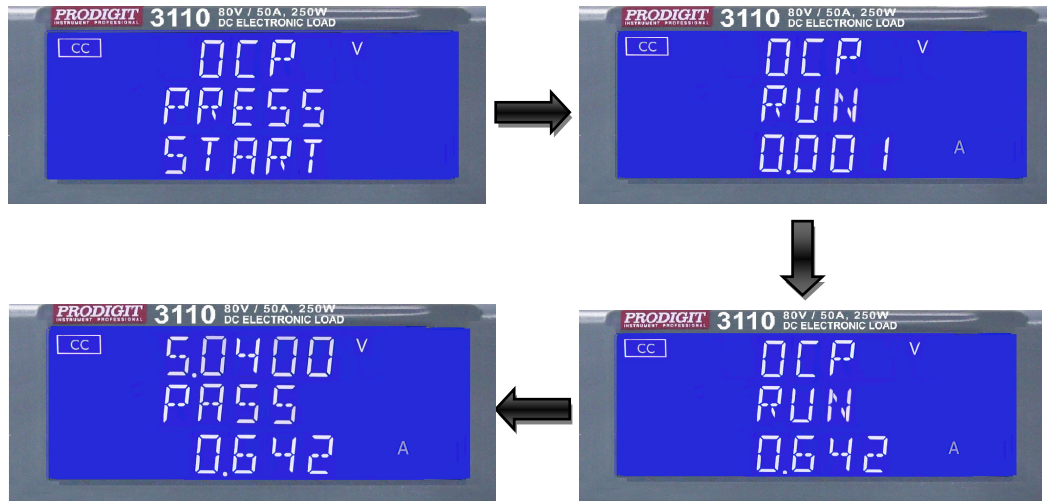 PRODIGIT 3110 80V / 50A, 250W
INSTRUMENT PROFESSIONAL DC ELECTRONIC LOAD
CC OCP V
PRESS
START
PRODIGIT 3110 80V / 50A, 250W
INSTRUMENT PROFESSIONAL DC ELECTRONIC LOAD
CC OCP V
RUN
0.001 A
PRODIGIT 3110 80V / 50A, 250W
INSTRUMENT PROFESSIONAL DC ELECTRONIC LOAD
CC 5.0400 V
PASS
0.642 A
PRODIGIT 3110 80V / 50A, 250W
INSTRUMENT PROFESSIONAL DC ELECTRONIC LOAD
CC OCP V
RUN
0.642 A